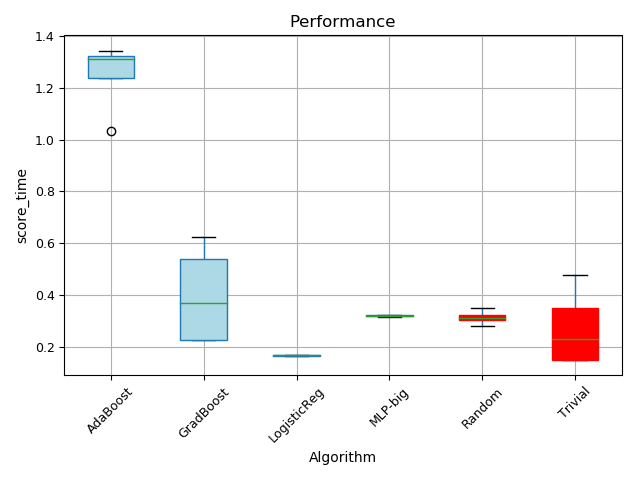 Performance
score_time
1.4
1.2
1.0
0.8
0.6
0.4
0.2
AdaBoost
GradBoost
LogisticReg
MLP-big
Random
Trivial
Algorithm